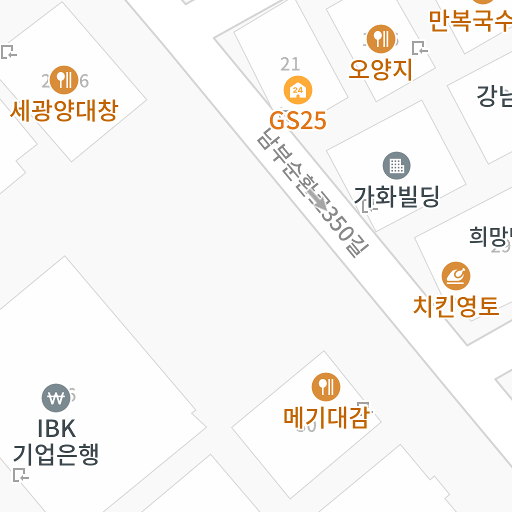 만복국수
오양지
21
세광양대창
GS25
24
강남
남부순환로350길
가화빌딩
희망
치킨영토
메기대감
IBK
기업은행